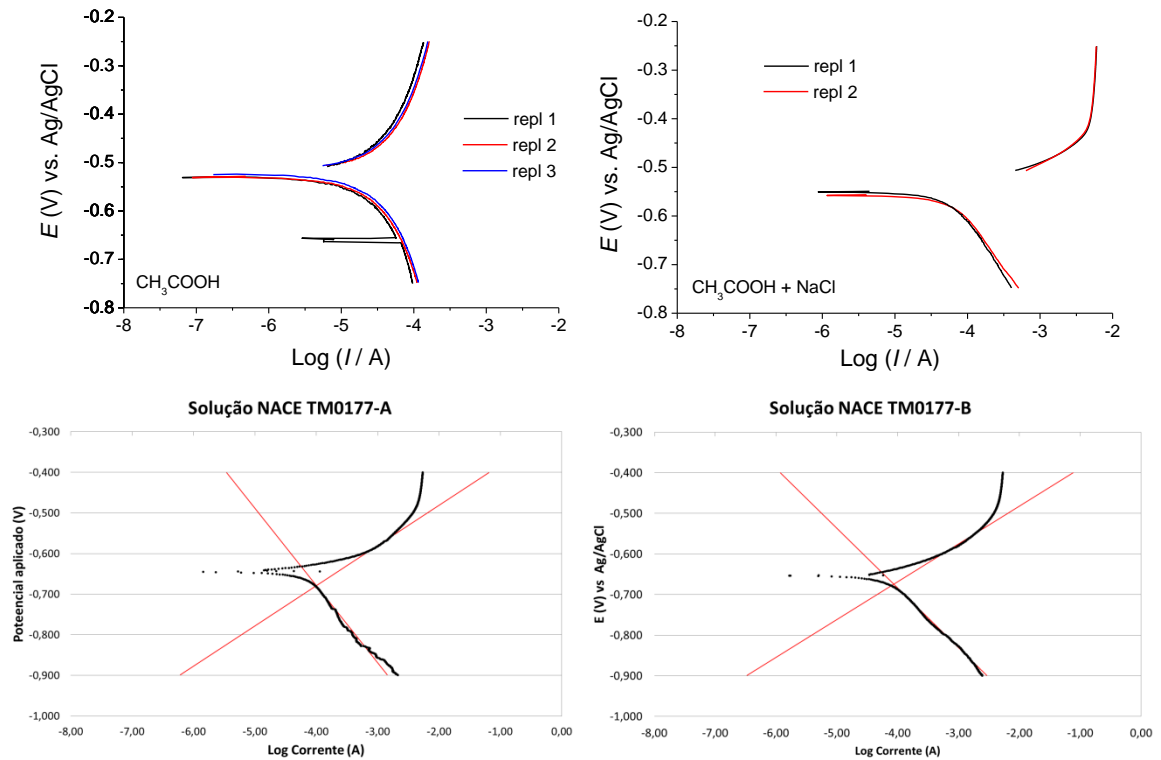 -0.2
-0.3
-0.4
-0.5
-0.6
-0.7
-0.8
E (V) vs. Ag/AgCl
repl 1
repl 2
repl 3
CH3COOH
-8 -7 -6 -5 -4 -3 -2
Log (I / A)
-0.2
-0.3
-0.4
-0.5
-0.6
-0.7
-0.8
E (V) vs. Ag/AgCl
repl 1
repl 2
CH3COOH + NaCl
-8 -7 -6 -5 -4 -3 -2
Log (I / A)
Solução NACE TM0177-A
-0,300
-0,400
-0,500
-0,600
-0,700
-0,800
-0,900
-1,000
Poteencial aplicado (V)
-8,00 -7,00 -6,00 -5,00 -4,00 -3,00 -2,00 -1,00 0,00
Log Corrente (A)
Solução NACE TM0177-B
-0,300
-0,400
-0,500
-0,600
-0,700
-0,800
-0,900
-1,000
E (V) vs Ag/AgCl
-8,00 -7,00 -6,00 -5,00 -4,00 -3,00 -2,00 -1,00 0,00
Log Corrente (A)